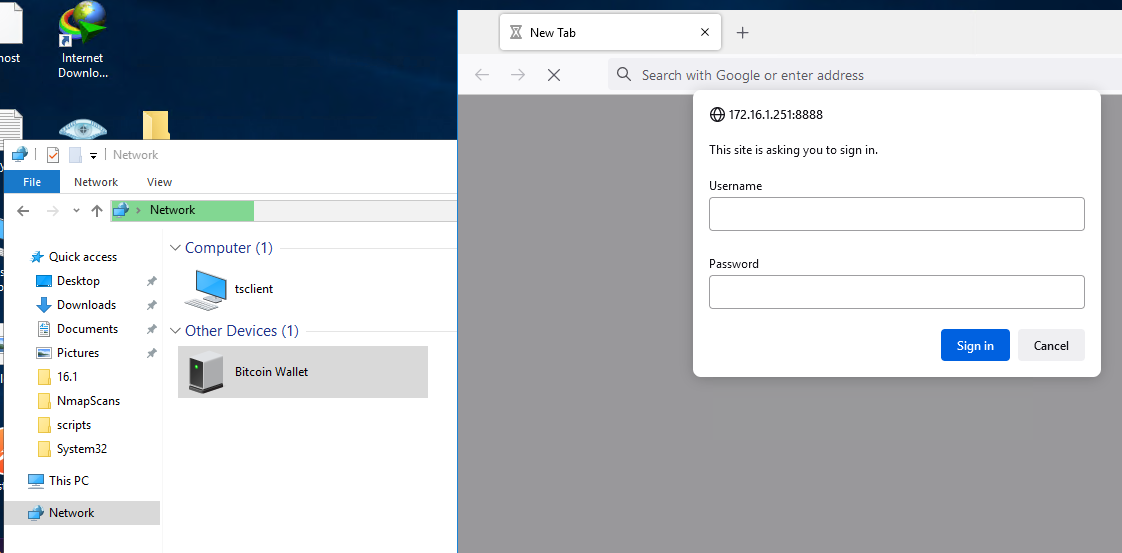 ost
Internet
Downlo...
Network
File
Network
View
Network
Quick access
Desktop
Downloads
Documents
Pictures
16.1
NmapScans
scripts
System32
This PC
Network
Computer (1)
tsclient
Other Devices (1)
Bitcoin Wallet
New Tab
Search with Google or enter address
172.16.1.251:8888
This site is asking you to sign in.
Username
Password
Sign in
Cancel